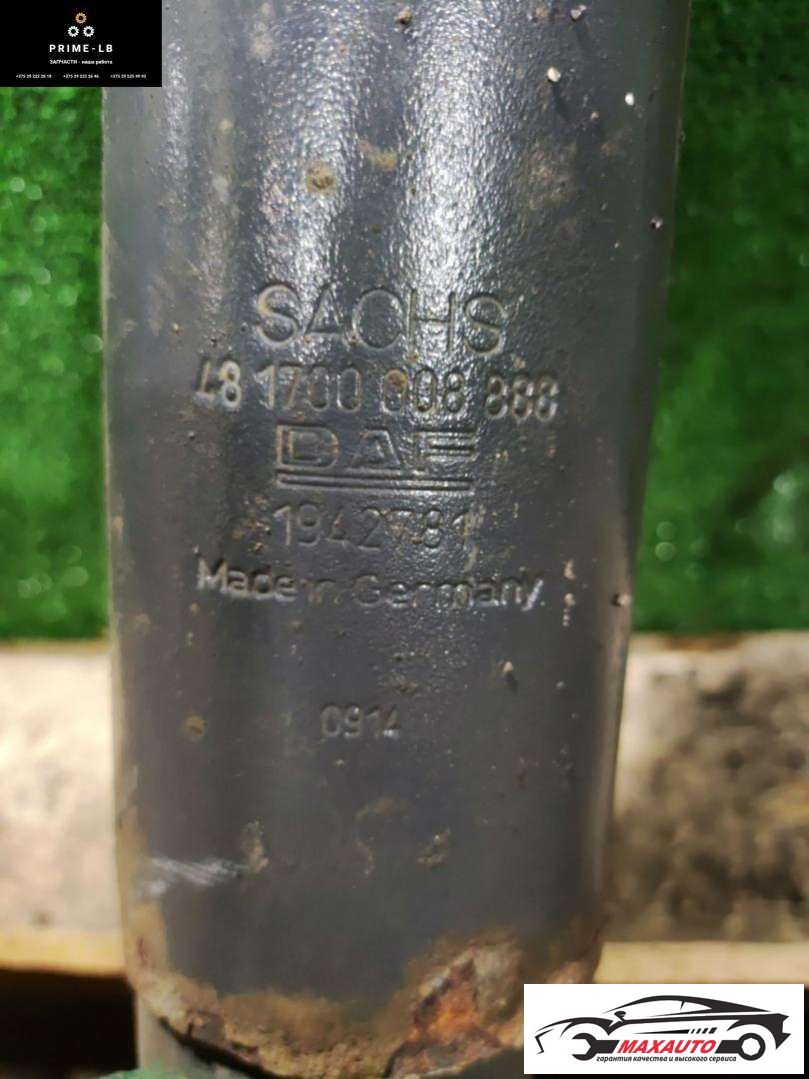 PRIME-LB
ЗАПЧАСТИ - наша работа
SACHS
48 1700 008 888
DAF
1942781
Made in Germany
0914
MAXAUTO
гарантия качества и высокого сервиса